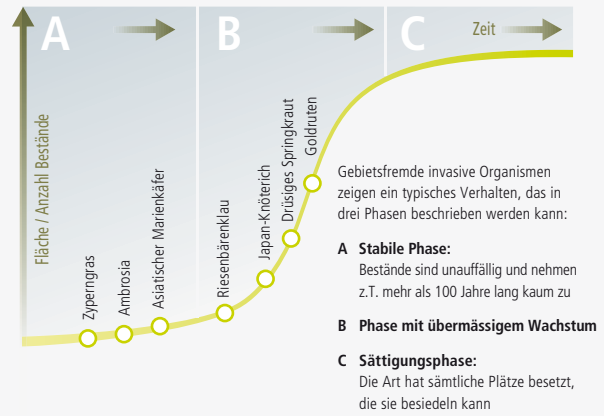 A
B
C
Zeit
Fläche / Anzahl Bestände
Zyperngras
Ambrosia
Asiatischer Marienkäfer
Riesenbärenklau
Japan-Knöterich
Drüsiges Springkraut
Goldruten
Gebietsfremde invasive Organismen
zeigen ein typisches Verhalten, das in
drei Phasen beschrieben werden kann:
A Stabile Phase:
Bestände sind unauffällig und nehmen
z.T. mehr als 100 Jahre lang kaum zu
B Phase mit übermässigem Wachstum
C Sättigungsphase:
Die Art hat sämtliche Plätze besetzt,
die sie besiedeln kann